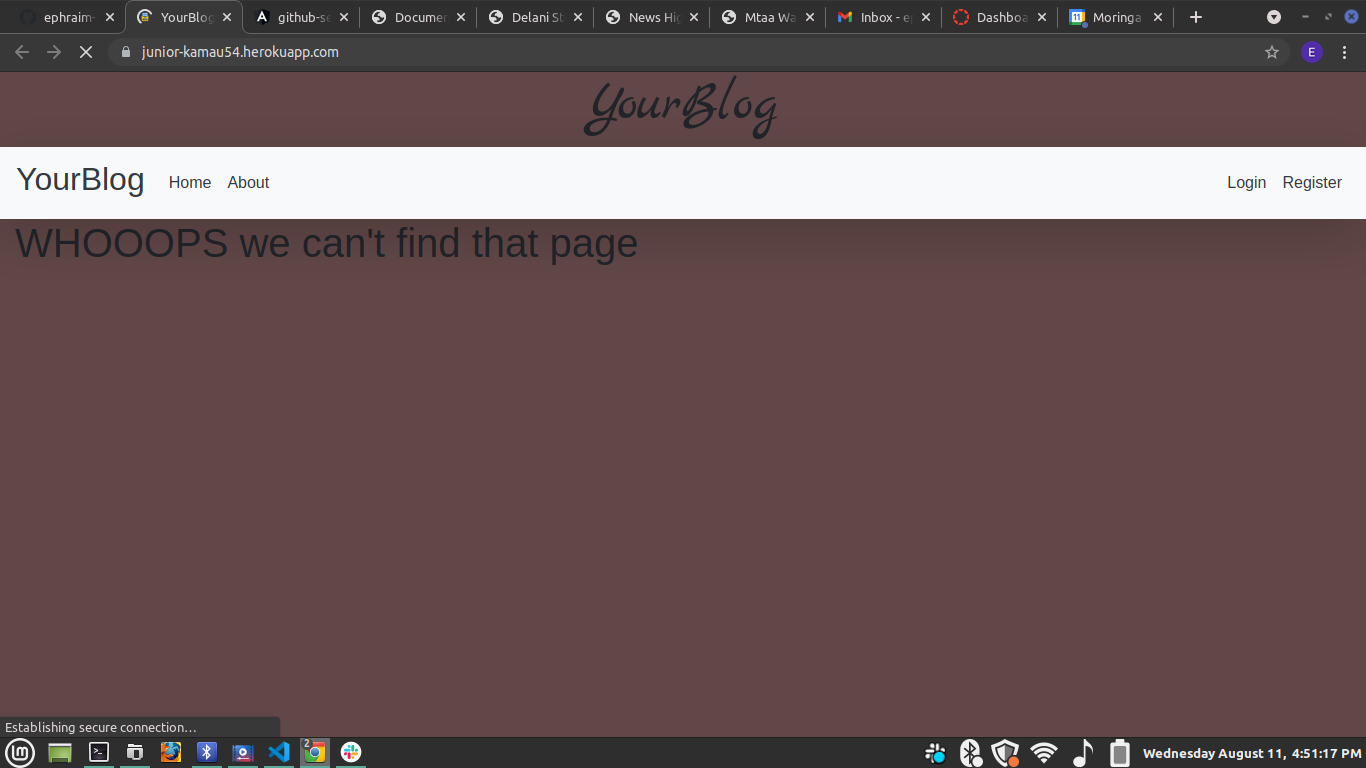 ephraim-
YourBlog
github-se
Documen
Delani St
News Hig
Mtaa Wa
Inbox - ep
Dashboa
11
Moringa
junior-kamau54.herokuapp.com
E
YourBlog
YourBlog
Home
About
Login
Register
WHOOOPS we can't find that page
Establishing secure connection...
2
Wednesday August 11, 4:51:17 PM